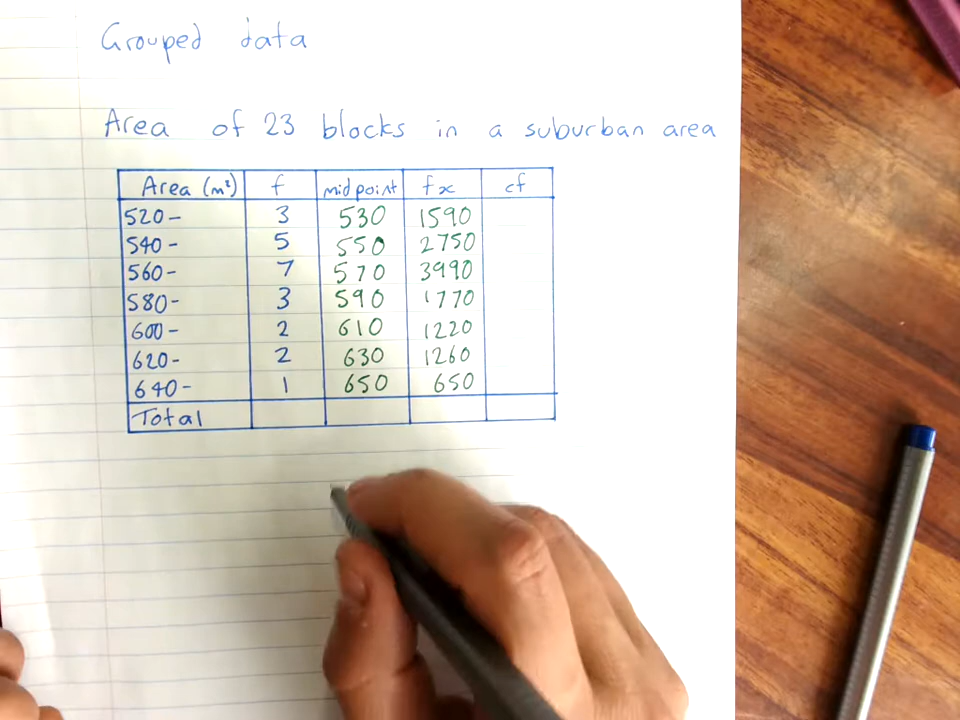 Grouped data
Area of 23 blocks in a suburban area
Area (m²) f midpoint fx cf
520- 3 530 1590
540- 5 550 2750
560- 7 570 3990
580- 3 590 1770
600- 2 610 1220
620- 2 630 1260
640- 1 650 650
Total